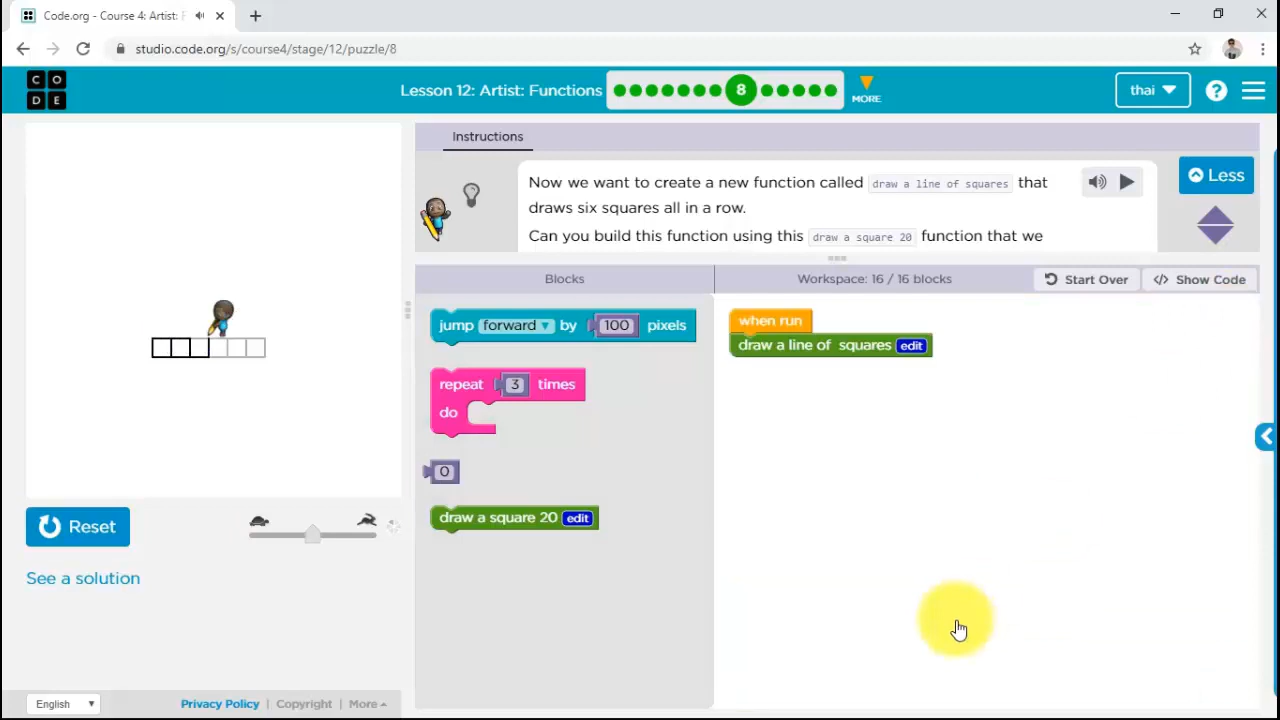 Code.org - Course 4: Artist: F
studio.code.org/s/course4/stage/12/puzzle/8
C O
D E
Lesson 12: Artist: Functions
8
MORE
thai
?
Instructions
Now we want to create a new function called draw a line of squares that
draws six squares all in a row.
Can you build this function using this draw a square 20 function that we
Less
Blocks
Workspace: 16 / 16 blocks
Start Over
</> Show Code
jump forward by 100 pixels
repeat 3 times
do
0
draw a square 20 edit
when run
draw a line of squares edit
Reset
See a solution
English
Privacy Policy | Copyright | More